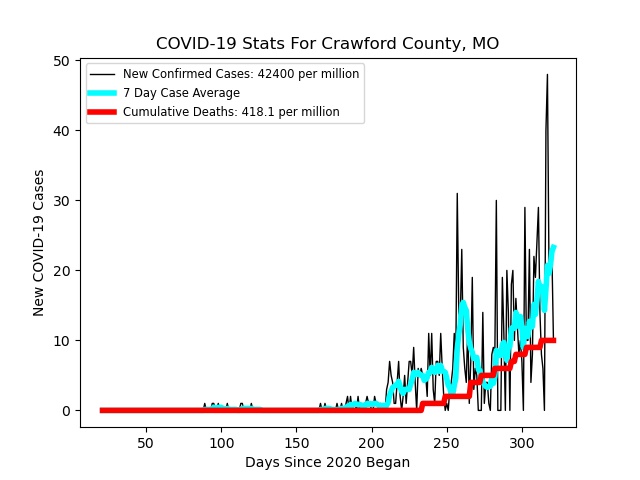 COVID-19 Stats For Crawford County, MO
New Confirmed Cases: 42400 per million
7 Day Case Average
Cumulative Deaths: 418.1 per million
New COVID-19 Cases
50
40
30
20
10
0
50 100 150 200 250 300
Days Since 2020 Began